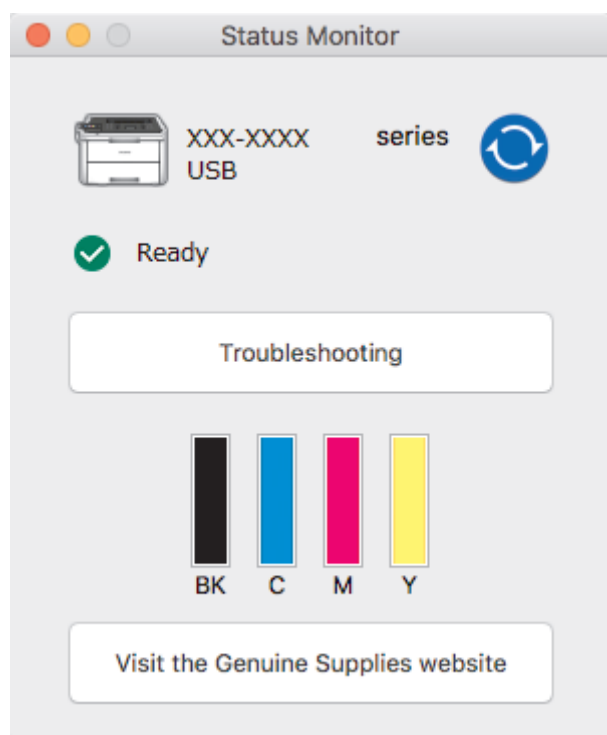 Status Monitor
XXX-XXXX series
USB
Ready
Troubleshooting
BK C M Y
Visit the Genuine Supplies website